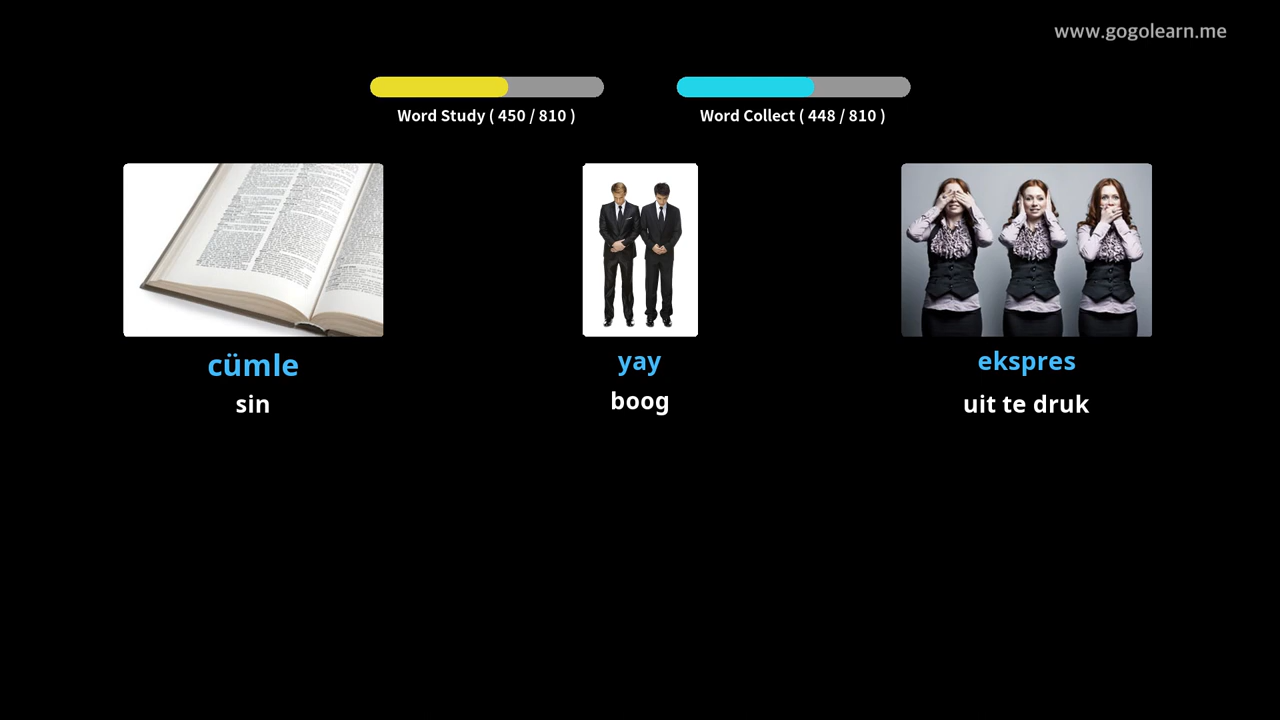 www.gogolearn.me
Word Study ( 450 / 810 )
Word Collect ( 448 / 810 )
cümle
sin
yay
boog
ekspres
uit te druk